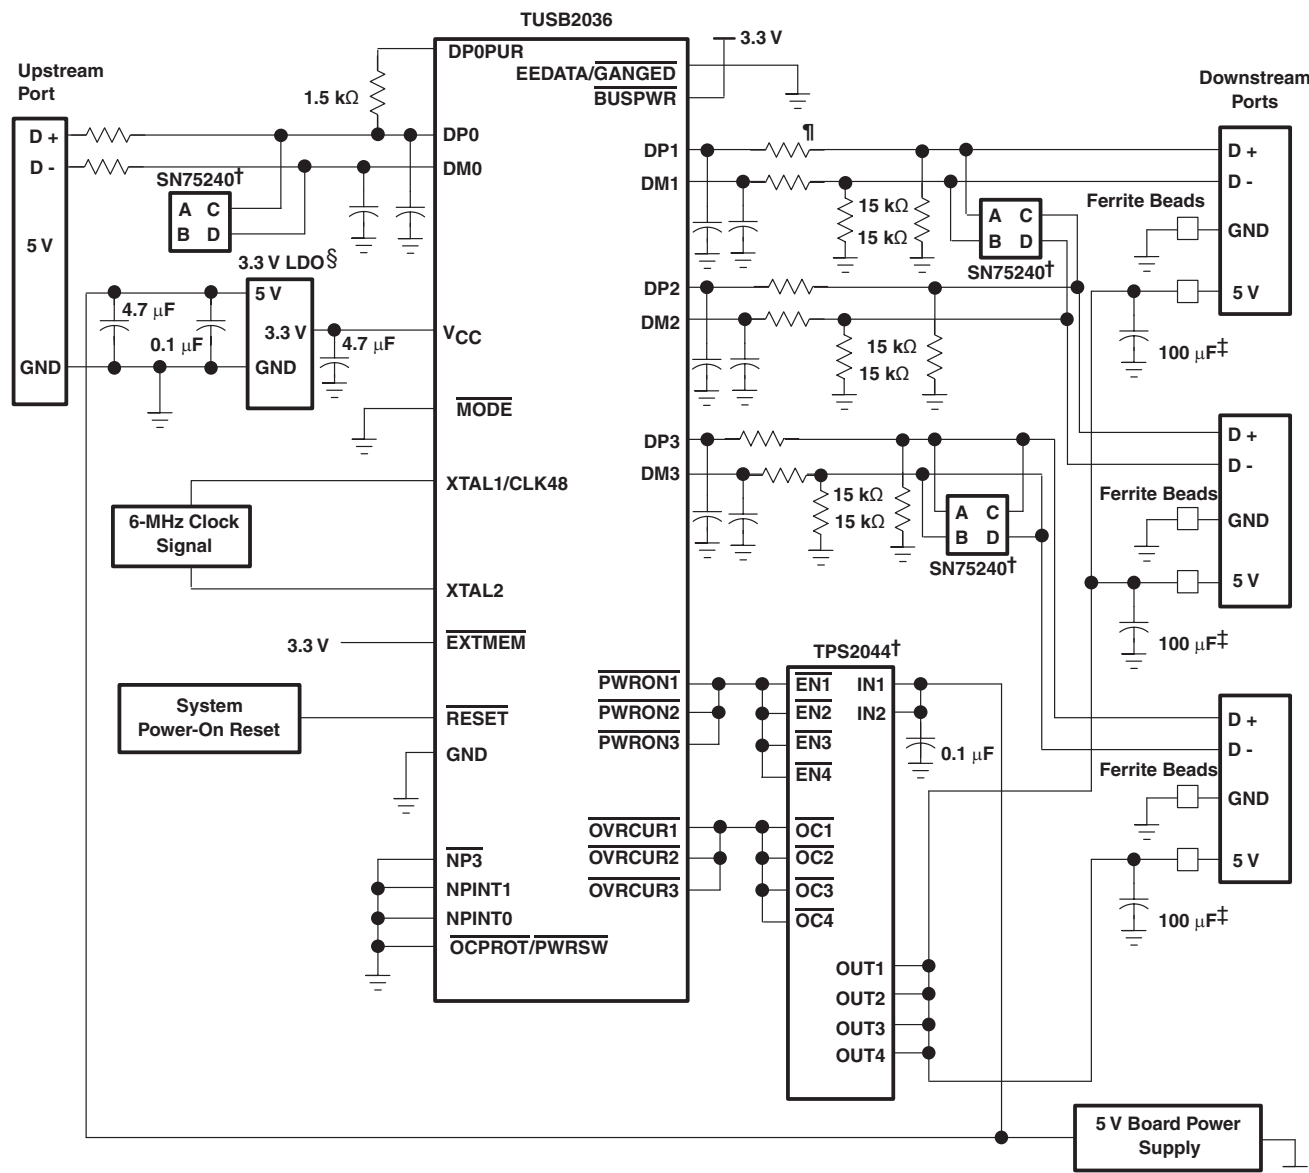 TUSB2036
Upstream
Port
D +
D -
5 V
GND
1.5 kΩ
SN75240†
A C
B D
3.3 V LDO§
5 V
3.3 V
GND
4.7 μF
0.1 μF
4.7 μF
6-MHz Clock
Signal
3.3 V
System
Power-On Reset
DP0PUR
DP0
DM0
VCC
MODE
XTAL1/CLK48
XTAL2
EXTMEM
RESET
GND
NP3
NPINT1
NPINT0
OCPROT/PWRSW
3.3 V
EEDATA/GANGED
BUSPWR
DP1
DM1
DP2
DM2
DP3
DM3
PWRON1
PWRON2
PWRON3
OVRCUR1
OVRCUR2
OVRCUR3
¶
15 kΩ
15 kΩ
A C
B D
SN75240†
15 kΩ
15 kΩ
15 kΩ
15 kΩ
A C
B D
SN75240†
TPS2044†
EN1 IN1
EN2 IN2
EN3
EN4
OC1
OC2
OC3
OC4
OUT1
OUT2
OUT3
OUT4
0.1 μF
Downstream
Ports
D +
D -
Ferrite Beads
GND
5 V
100 μF‡
D +
D -
Ferrite Beads
GND
5 V
100 μF‡
D +
D -
Ferrite Beads
GND
5 V
100 μF‡
5 V Board Power
Supply